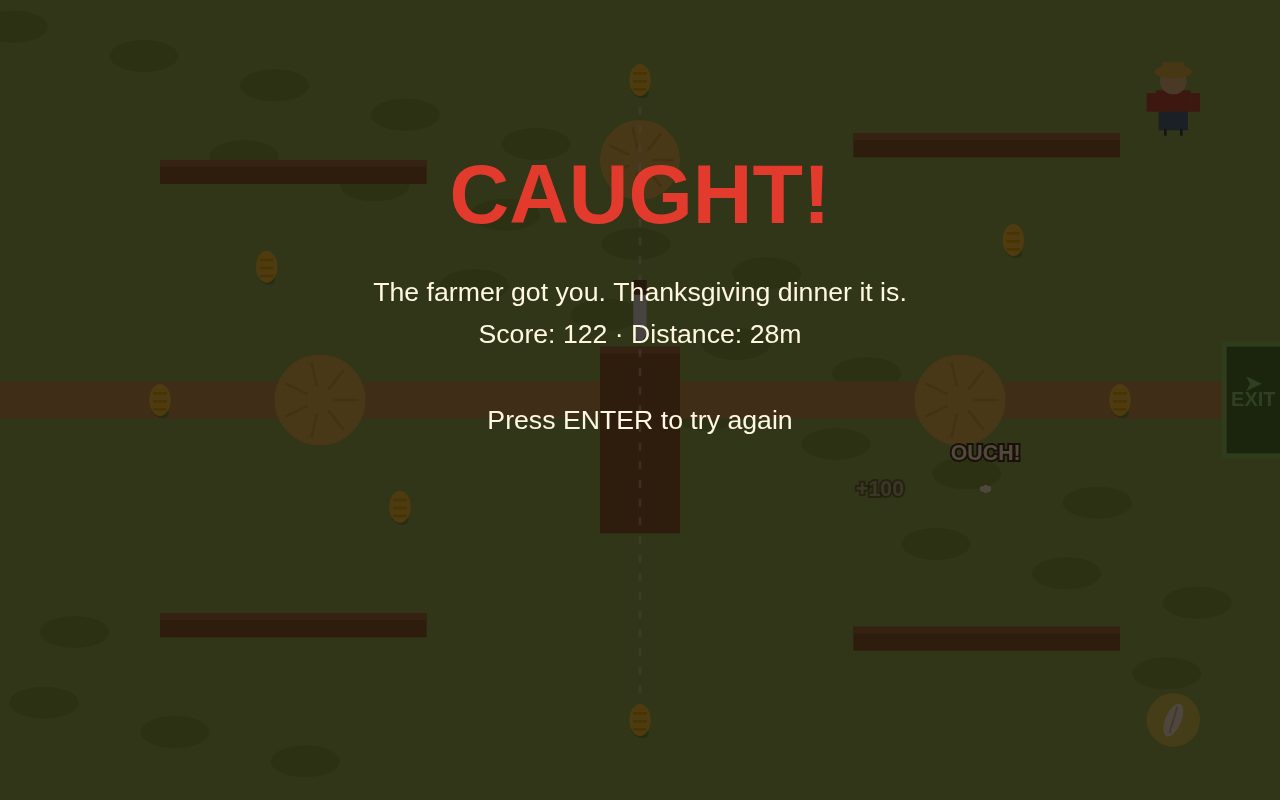 CAUGHT!
The farmer got you. Thanksgiving dinner it is.
Score: 122 · Distance: 28m
➤
EXIT
Press ENTER to try again
OUCH!
+100